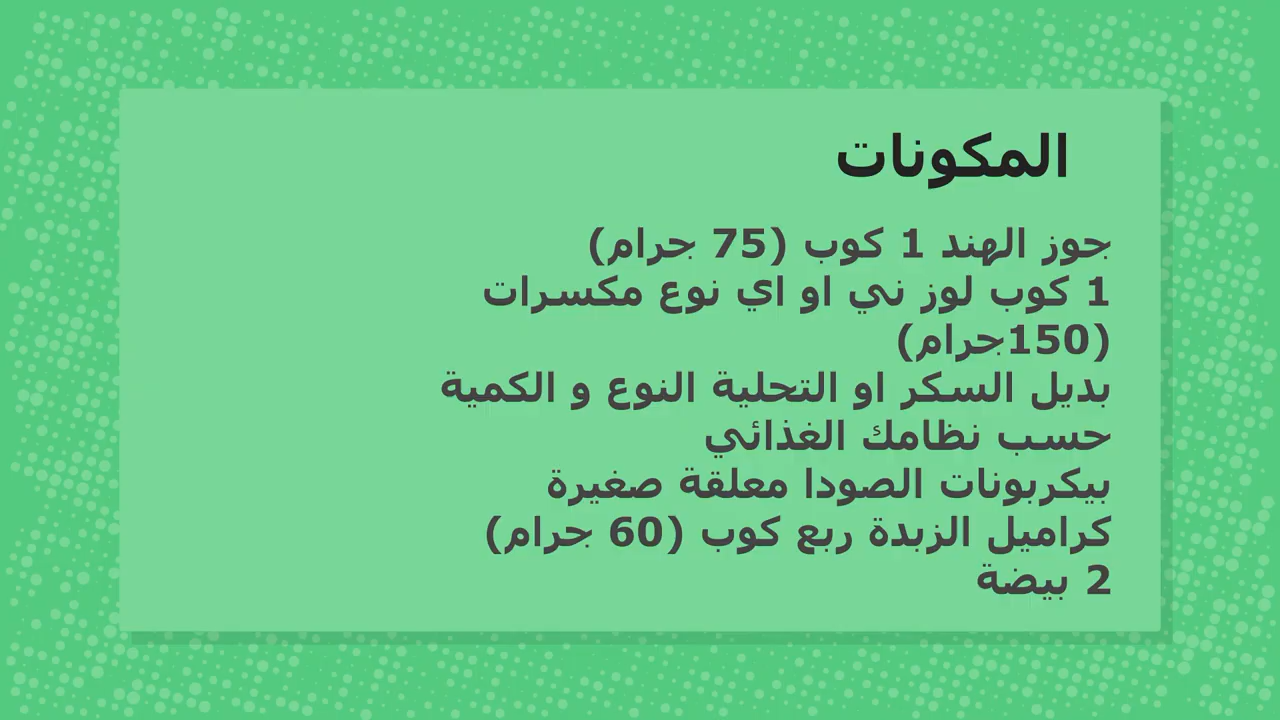 المكونات
جوز الهند 1 كوب (75 جرام)
1 كوب لوز ني او اي نوع مكسرات
(150جرام)
بديل السكر او التحلية النوع و الكمية
حسب نظامك الغذائي
بيكربونات الصودا معلقة صغيرة
كراميل الزبدة ربع كوب (60 جرام)
2 بيضة